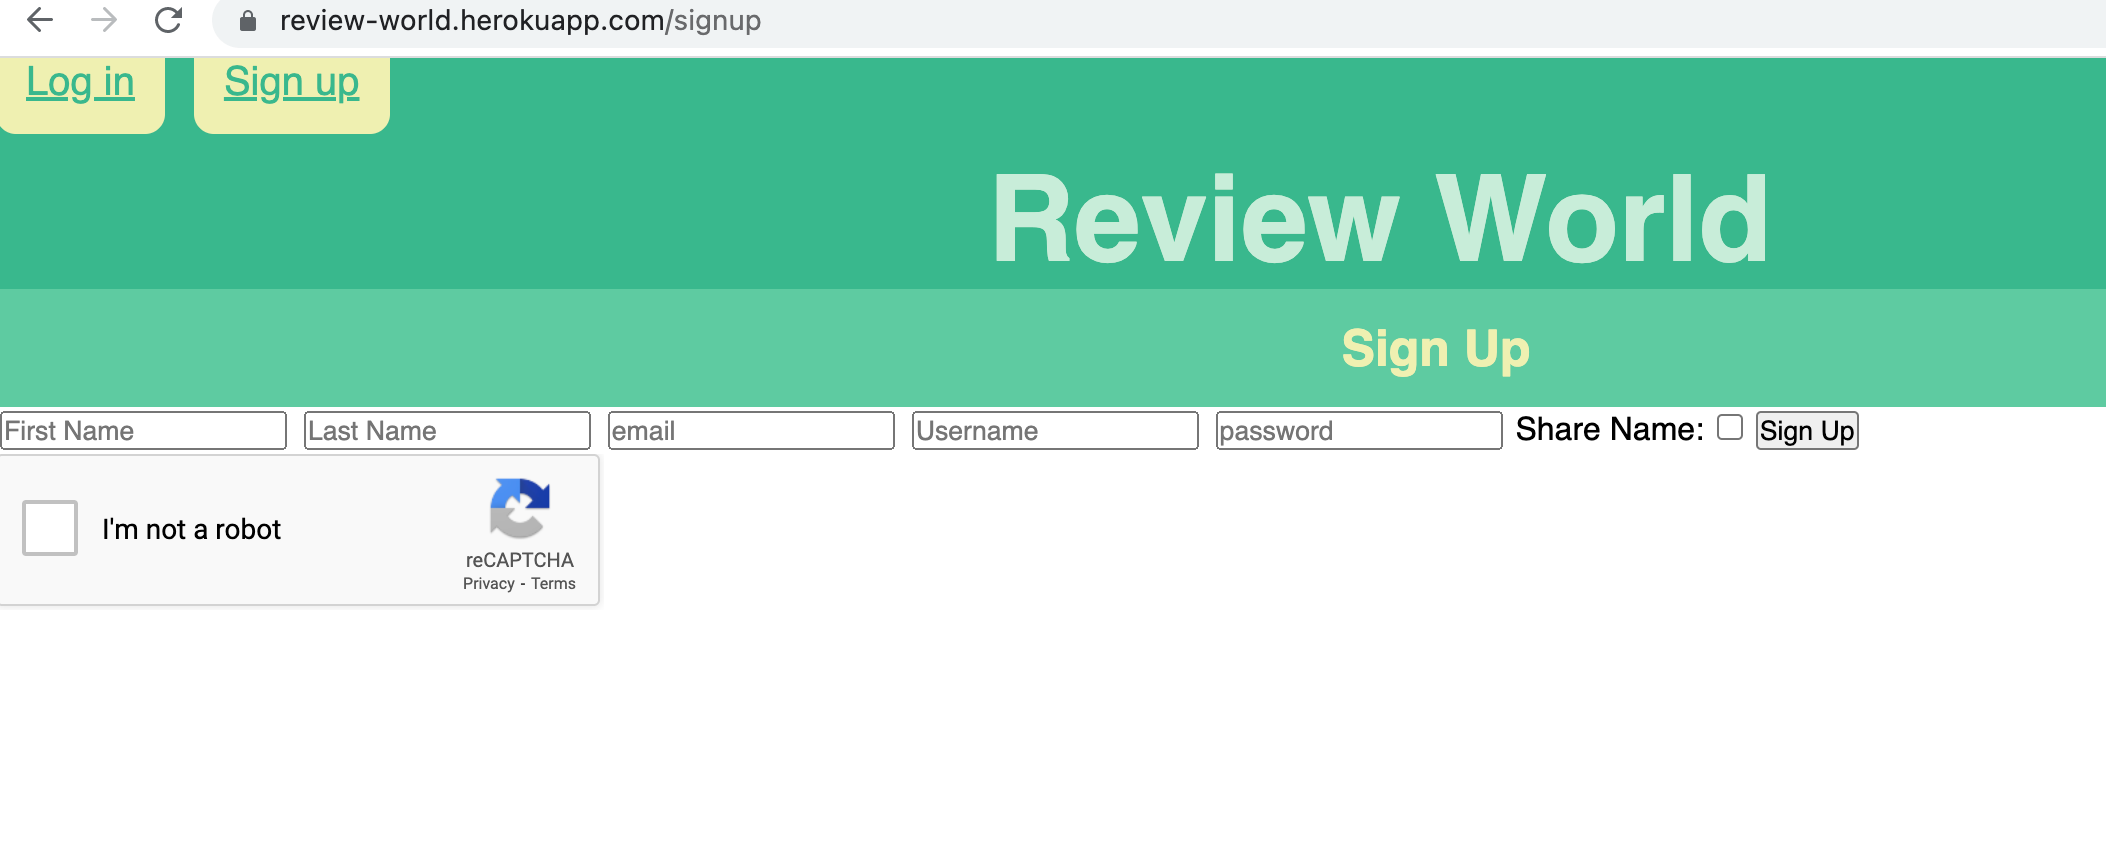 review-world.herokuapp.com/signup
Log in Sign up
Review World
Sign Up
First Name Last Name email Username password Share Name: Sign Up
I'm not a robot
reCAPTCHA
Privacy - Terms